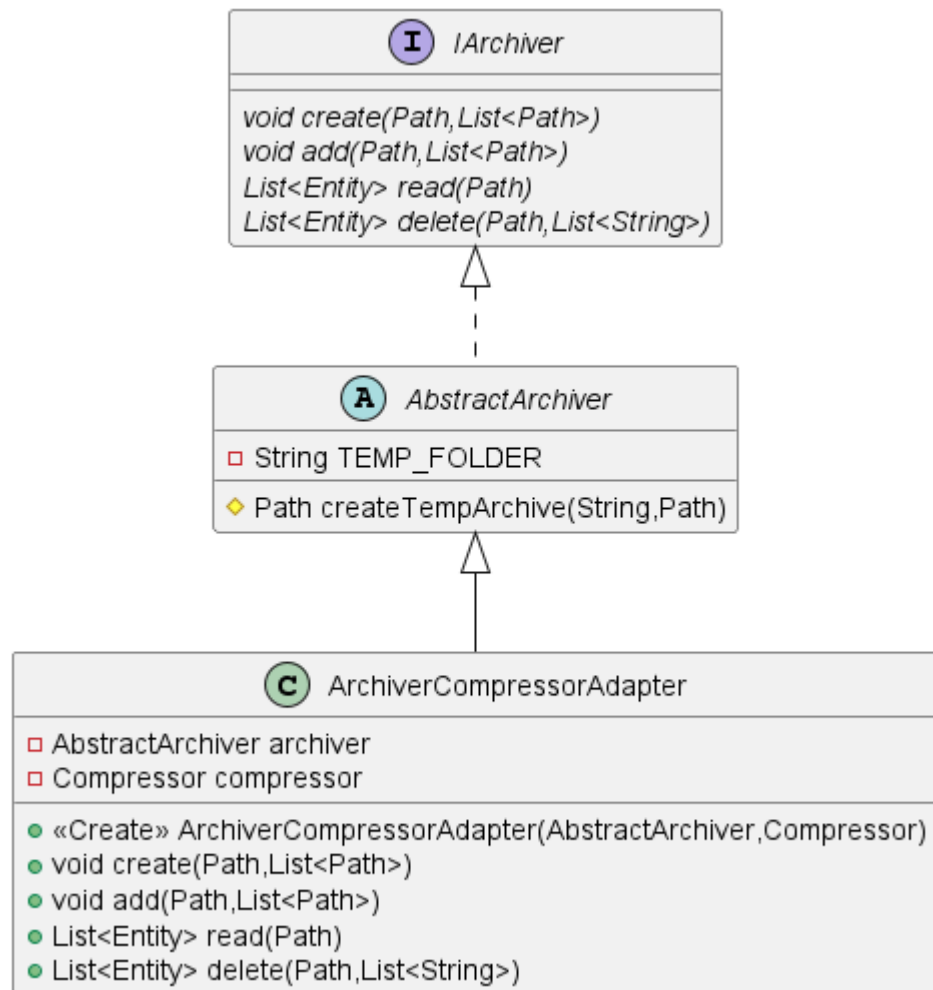 I IArchiver
void create(Path,List<Path>)
void add(Path,List<Path>)
List<Entity> read(Path)
List<Entity> delete(Path,List<String>)
A AbstractArchiver
String TEMP_FOLDER
Path createTempArchive(String,Path)
C ArchiverCompressorAdapter
AbstractArchiver archiver
Compressor compressor
«Create» ArchiverCompressorAdapter(AbstractArchiver,Compressor)
void create(Path,List<Path>)
void add(Path,List<Path>)
List<Entity> read(Path)
List<Entity> delete(Path,List<String>)